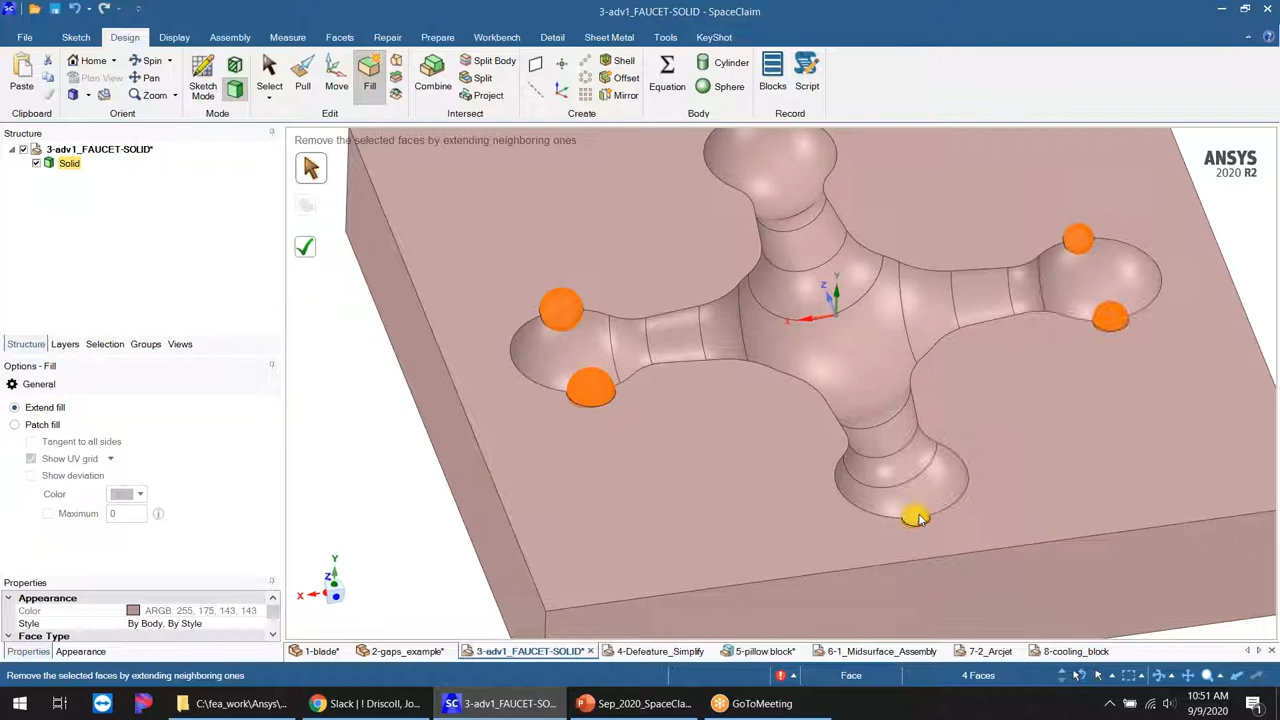 3-adv1_FAUCET-SOLID* - SpaceClaim
File Sketch Design Display Assembly Measure Facets Repair Prepare Workbench Detail Sheet Metal Tools KeyShot
Paste
Home
Plan View
Spin
Pan
Zoom
Sketch Mode
Select
Pull
Move
Fill
Combine
Split Body
Split
Project
Shell
Offset
Mirror
Equation
Cylinder
Sphere
Blocks
Script
Clipboard Orient Mode Edit Intersect Create Body Record
Structure
3-adv1_FAUCET-SOLID*
Solid
Structure Layers Selection Groups Views
Options - Fill
General
Extend fill
Patch fill
Tangent to all sides
Show UV grid
Show deviation
Color
Maximum 0
Properties
Appearance
Color ARGB: 255, 175, 143, 143
Style By Body, By Style
Face Type
Properties Appearance
Remove the selected faces by extending neighboring ones
ANSYS
2020 R2
Y
Z
X
Y
Z
X
1-blade* 2-gaps_example* 3-adv1_FAUCET-SOLID* 4-Defeature_Simplify 5-pillow block* 6-1_Midsurface_Assembly 7-2_Arcjet 8-cooling_block
Remove the selected faces by extending neighboring ones Face 4 Faces
C:\fea_work\Ansys\... Slack | ! Driscoll, Jo... 3-adv1_FAUCET-SO... Sep_2020_SpaceCla... GoToMeeting
10:51 AM
9/9/2020